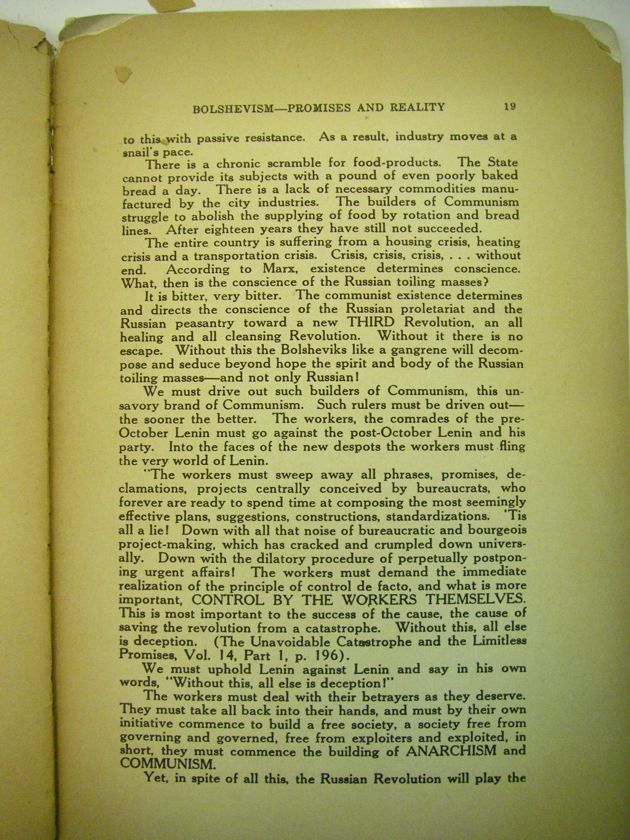 BOLSHEVISM—PROMISES AND REALITY 19
to this with passive resistance. As a result, industry moves at a
snail's pace.
There is a chronic scramble for food-products. The State
cannot provide its subjects with a pound of even poorly baked
bread a day. There is a lack of necessary commodities manu-
factured by the city industries. The builders of Communism
struggle to abolish the supplying of food by rotation and bread
lines. After eighteen years they have still not succeeded.
The entire country is suffering from a housing crisis, heating
crisis and a transportation crisis. Crisis, crisis, crisis, . . . without
end. According to Marx, existence determines conscience.
What, then is the conscience of the Russian toiling masses?
It is bitter, very bitter. The communist existence determines
and directs the conscience of the Russian proletariat and the
Russian peasantry toward a new THIRD Revolution, an all
healing and all cleansing Revolution. Without it there is no
escape. Without this the Bolsheviks like a gangrene will decom-
pose and seduce beyond hope the spirit and body of the Russian
toiling masses—and not only Russian!
We must drive out such builders of Communism, this un-
savory brand of Communism. Such rulers must be driven out—
the sooner the better. The workers, the comrades of the pre-
October Lenin must go against the post-October Lenin and his
party. Into the faces of the new despots the workers must fling
the very world of Lenin.
"The workers must sweep away all phrases, promises, de-
clamations, projects centrally conceived by bureaucrats, who
forever are ready to spend time at composing the most seemingly
effective plans, suggestions, constructions, standardizations. 'Tis
all a lie! Down with all that noise of bureaucratic and bourgeois
project-making, which has cracked and crumpled down univers-
ally. Down with the dilatory procedure of perpetually postpon-
ing urgent affairs! The workers must demand the immediate
realization of the principle of control de facto, and what is more
important, CONTROL BY THE WORKERS THEMSELVES.
This is most important to the success of the cause, the cause of
saving the revolution from a catastrophe. Without this, all else
is deception. (The Unavoidable Catastrophe and the Limitless
Promises, Vol. 14, Part 1, p. 196).
We must uphold Lenin against Lenin and say in his own
words, "Without this, all else is deception!"
The workers must deal with their betrayers as they deserve.
They must take all back into their hands, and must by their own
initiative commence to build a free society, a society free from
governing and governed, free from exploiters and exploited, in
short, they must commence the building of ANARCHISM and
COMMUNISM.
Yet, in spite of all this, the Russian Revolution will play the